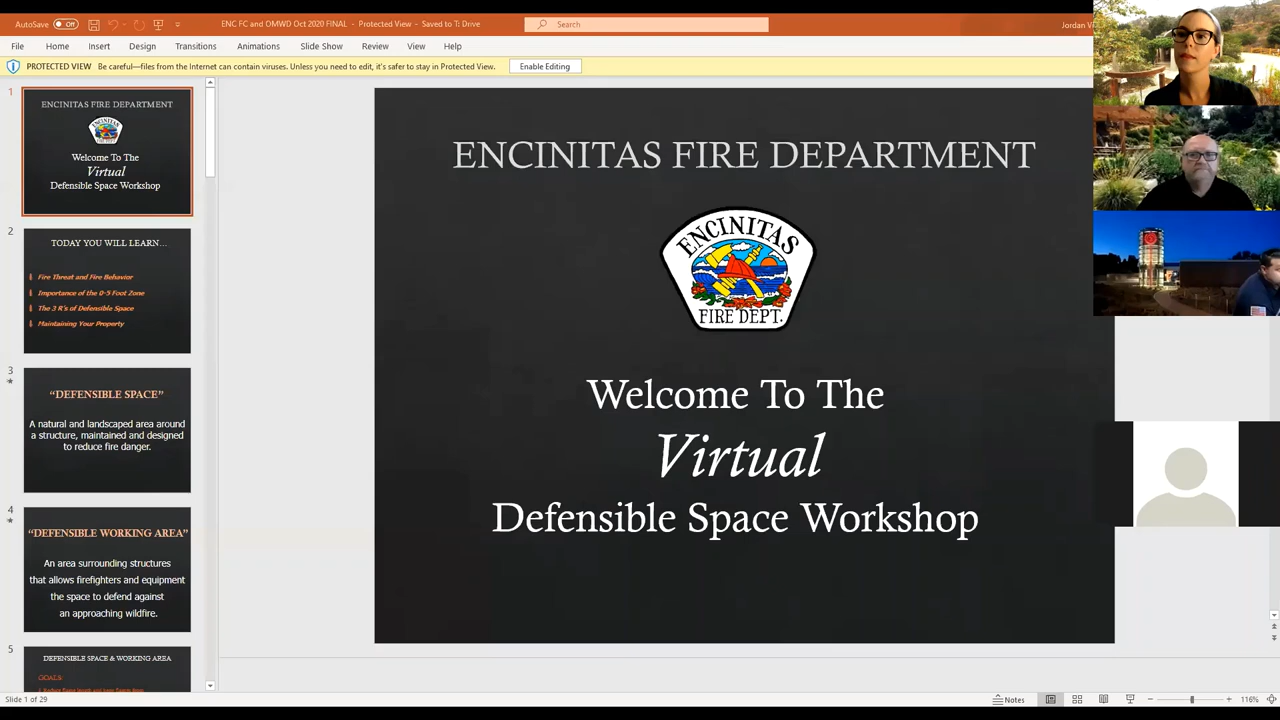 AutoSave Off
ENC FC and OMWD Oct 2020 FINAL - Protected View - Saved to T: Drive
Search
Jordan
File Home Insert Design Transitions Animations Slide Show Review View Help
PROTECTED VIEW Be careful—files from the Internet can contain viruses. Unless you need to edit, it's safer to stay in Protected View. Enable Editing
1
ENCINITAS FIRE DEPARTMENT
ENCINITAS
Welcome To The
Virtual
Defensible Space Workshop
2
TODAY YOU WILL LEARN…
Fire Threat and Fire Behavior
Importance of the 0-5 Foot Zone
The 3 R's of Defensible Space
Maintaining Your Property
3
“DEFENSIBLE SPACE”
A natural and landscaped area around
a structure, maintained and designed
to reduce fire danger.
4
“DEFENSIBLE WORKING AREA”
An area surrounding structures
that allows firefighters and equipment
the space to defend against
an approaching wildfire.
5
DEFENSIBLE SPACE & WORKING AREA
GOALS:
ENCINITAS FIRE DEPARTMENT
ENCINITAS
FIRE DEPT.
Welcome To The
Virtual
Defensible Space Workshop
Slide 1 of 29
Notes
116%